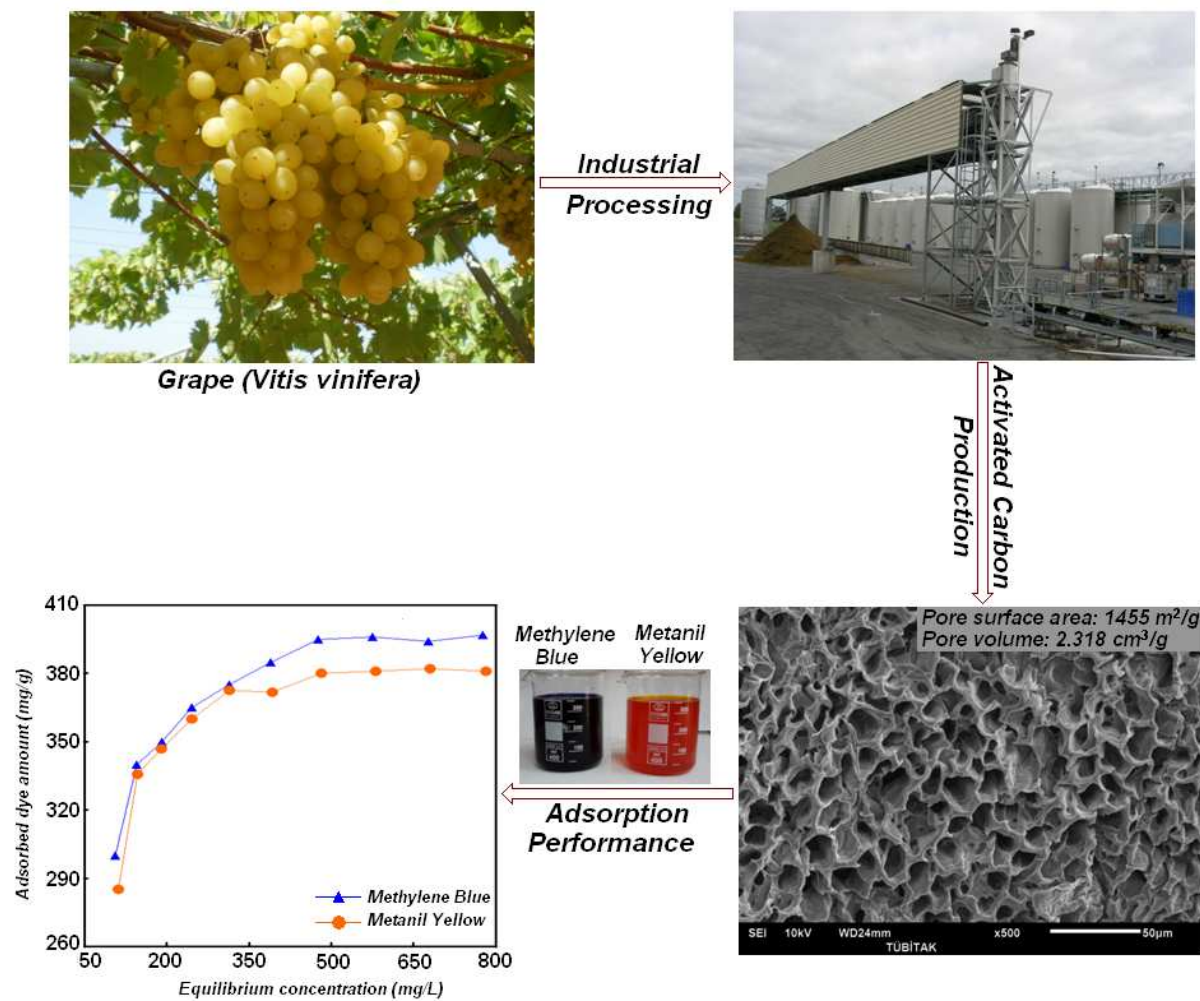 Grape (Vitis vinifera)
Industrial
Processing
Activated Carbon
Production
Pore surface area: 1455 m²/g
Pore volume: 2.318 cm³/g
SEI 10kV WD24mm x500 50µm
TÜBİTAK
Methylene
Blue
Metanil
Yellow
Adsorption
Performance
Adsorbed dye amount (mg/g)
410
380
350
320
290
260
50 200 350 500 650 800
Equilibrium concentration (mg/L)
Methylene Blue
Metanil Yellow